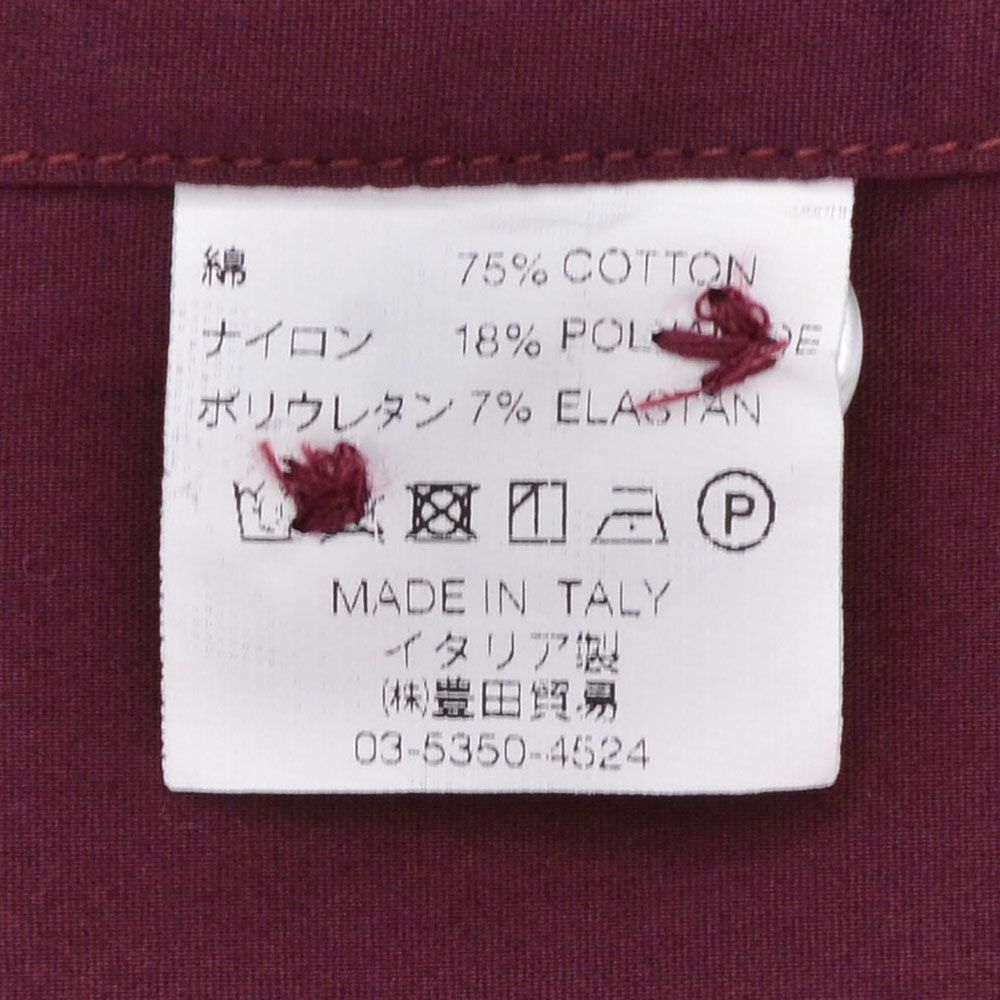 綿 75% COTTON
ナイロン 18%
ポリウレタン 7% ELASTAN
P
MADE IN ITALY
イタリア製
(株)豊田貿易
03-5350-4524